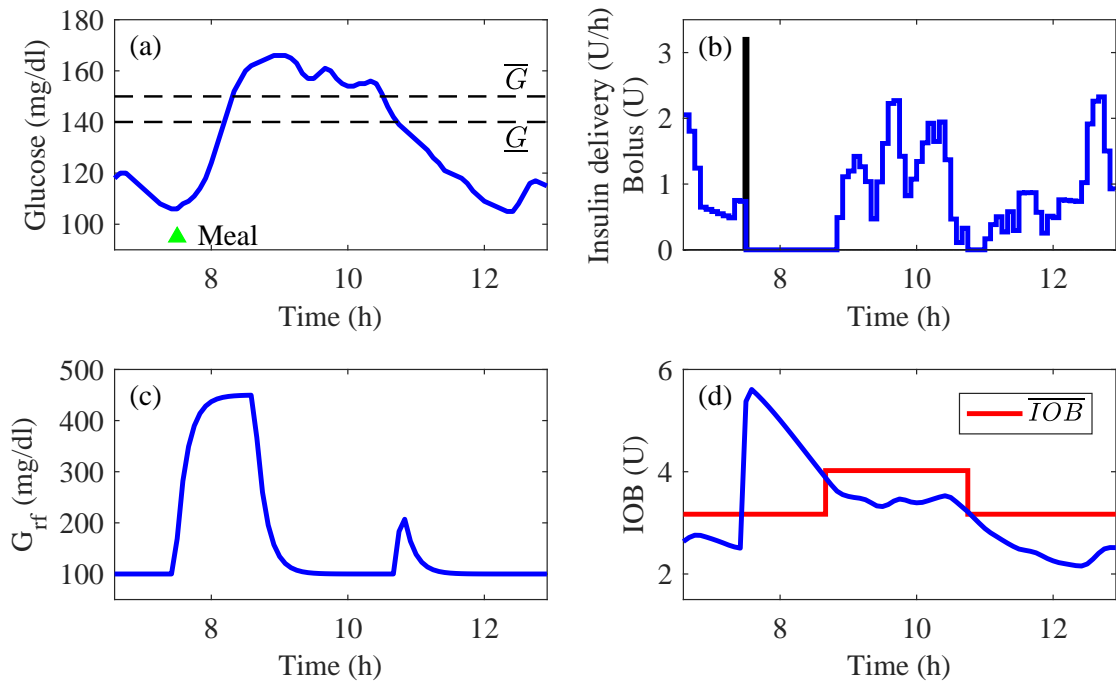 (a)
Glucose (mg/dl)
180
160
140
120
100
G̅
G̲
Meal
8
10
12
Time (h)
(b)
Insulin delivery (U/h)
Bolus (U)
3
2
1
0
8
10
12
Time (h)
(c)
G_rf (mg/dl)
500
400
300
200
100
8
10
12
Time (h)
(d)
IOB (U)
6
4
2
I̅O̅B̅
8
10
12
Time (h)